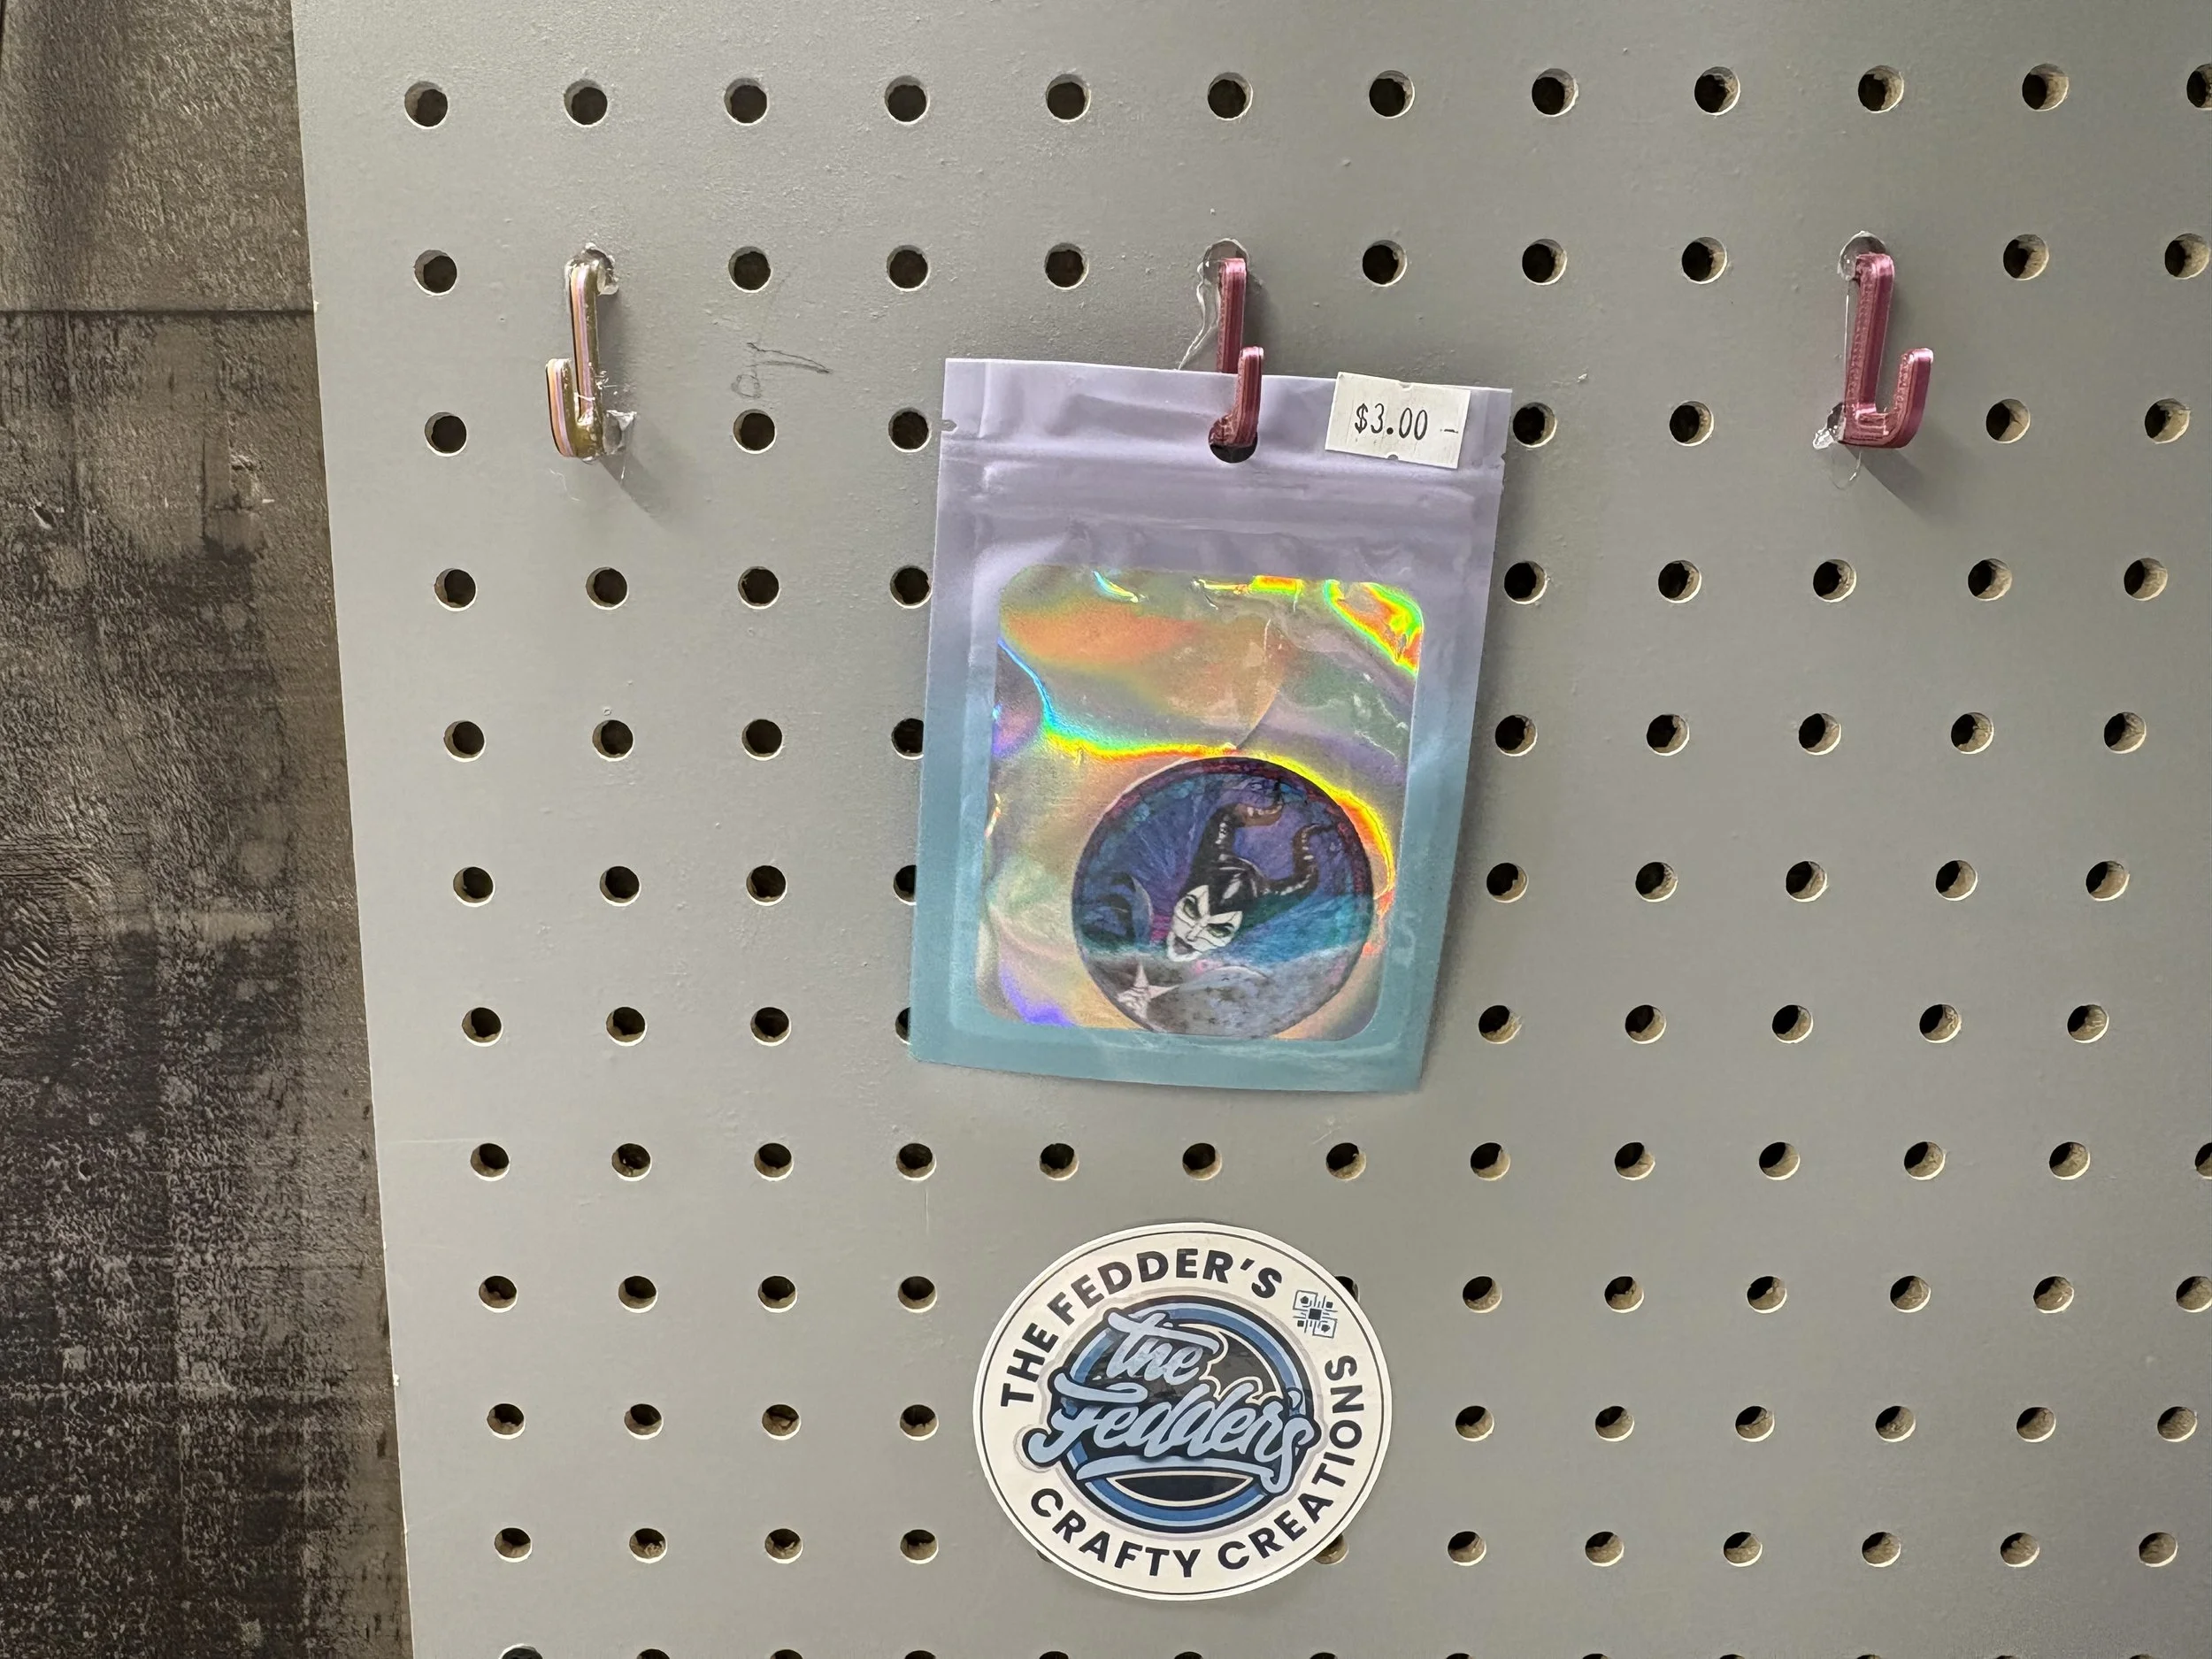 $3.00
THE FEDDER'S
the
Fedder's
CRAFTY CREATIONS